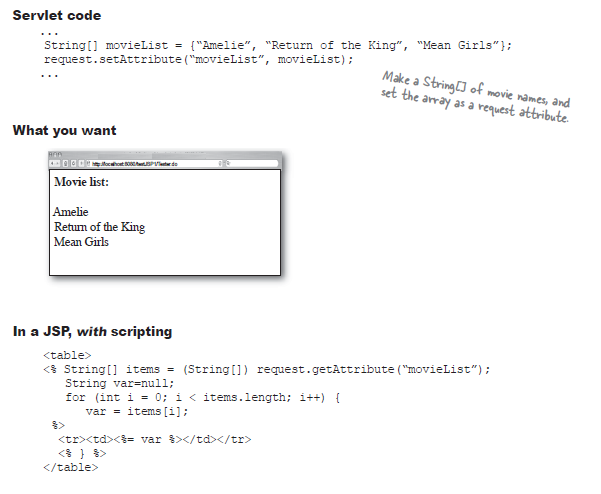 Servlet code
...
String[] movieList = {“Amelie”, “Return of the King”, “Mean Girls”};
request.setAttribute(“movieList”, movieList);
...
Make a String[] of movie names, and
set the array as a request attribute.
What you want
http://localhost:8080/testJSP1/Tester.do
Movie list:
Amelie
Return of the King
Mean Girls
In a JSP, with scripting
<table>
<% String[] items = (String[]) request.getAttribute(“movieList”);
String var=null;
for (int i = 0; i < items.length; i++) {
var = items[i];
%>
<tr><td><%= var %></td></tr>
<% } %>
</table>